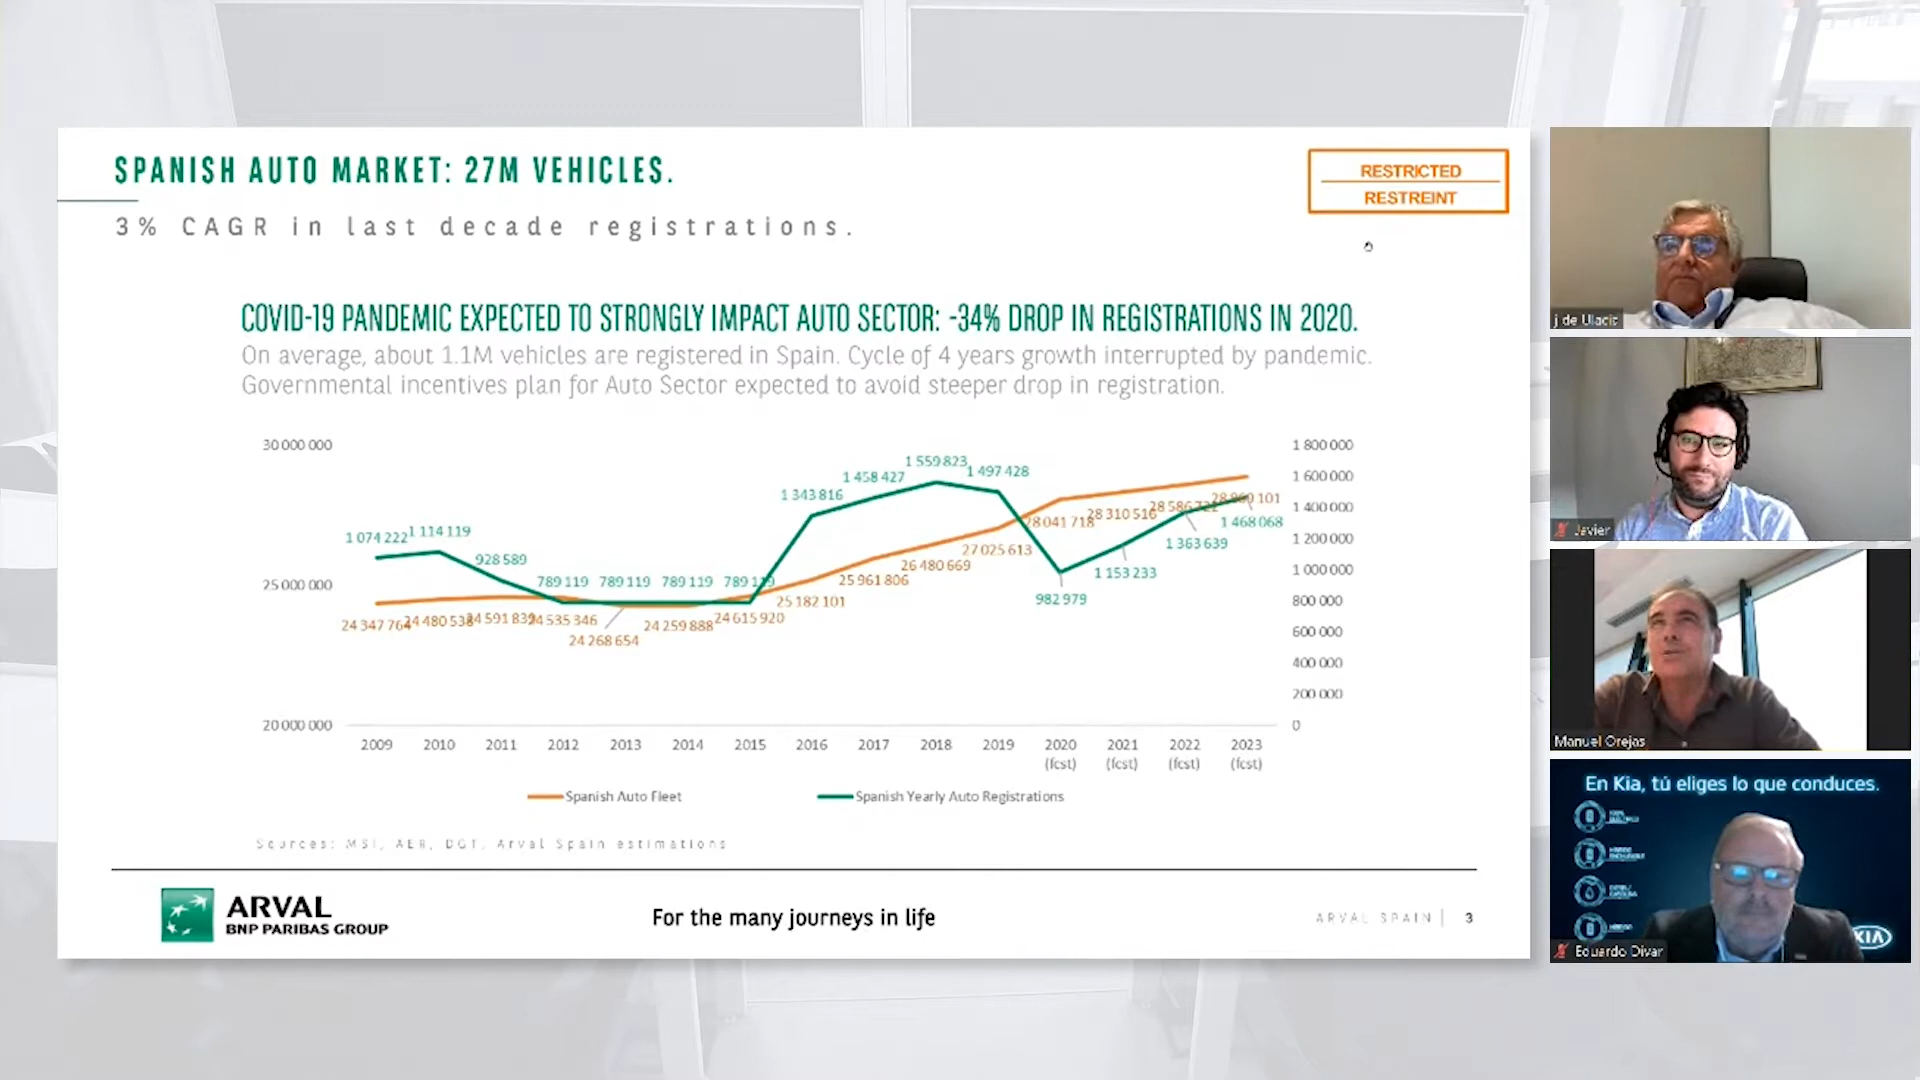 SPANISH AUTO MARKET: 27M VEHICLES.
3% CAGR in last decade registrations.
RESTRICTED
RESTREINT
COVID-19 PANDEMIC EXPECTED TO STRONGLY IMPACT AUTO SECTOR: -34% DROP IN REGISTRATIONS IN 2020.
On average, about 1.1M vehicles are registered in Spain. Cycle of 4 years growth interrupted by pandemic.
Governmental incentives plan for Auto Sector expected to avoid steeper drop in registration.
30 000 000
25 000 000
20 000 000
1 074 222
1 114 119
928 589
789 119
789 119
789 119
789 119
1 343 816
1 458 427
1 559 823
1 497 428
982 979
1 153 233
1 363 639
1 468 068
24 347 764
24 480 538
24 591 839
24 535 346
24 268 654
24 259 888
24 615 920
25 182 101
25 961 806
26 480 669
27 025 613
28 041 718
28 310 516
1 800 000
1 600 000
1 400 000
1 200 000
1 000 000
800 000
600 000
400 000
200 000
0
2009 2010 2011 2012 2013 2014 2015 2016 2017 2018 2019 2020 2021 2022 2023
(fcst) (fcst) (fcst) (fcst)
Spanish Auto Fleet
Spanish Yearly Auto Registrations
Sources: MSI, AER, DGT, Arval Spain estimations
ARVAL
BNP PARIBAS GROUP
For the many journeys in life
ARVAL SPAIN | 3
j de Ulacic
Javier
Manuel Orejas
En Kia, tú eliges lo que conduces.
KIA
Eduardo Divar